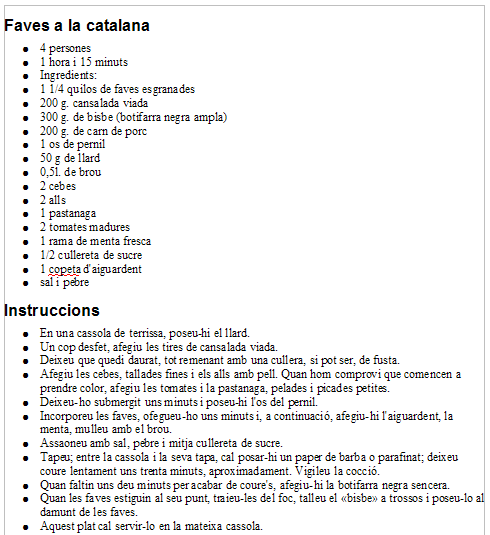 Faves a la catalana
4 persones
1 hora i 15 minuts
Ingredients:
1 1/4 quilos de faves esgranades
200 g. cansalada viada
300 g. de bisbe (botifarra negra ampla)
200 g. de carn de porc
1 os de pernil
50 g de llard
0,5l. de brou
2 cebes
2 alls
1 pastanaga
2 tomates madures
1 rama de menta fresca
1/2 cullereta de sucre
1 copeta d'aiguardent
sal i pebre
Instruccions
En una cassola de terrissa, poseu-hi el llard.
Un cop desfet, afegiu les tires de cansalada viada.
Deixeu que quedi daurat, tot remenant amb una cullera, si pot ser, de fusta.
Afegiu les cebes, tallades fines i els alls amb pell. Quan hom comprovi que comencen a
prendre color, afegiu les tomates i la pastanaga, pelades i picades petites.
Deixeu-ho submergit uns minuts i poseu-hi l'os del pernil.
Incorporeu les faves, ofegueu-ho uns minuts i, a continuació, afegiu-hi l'aiguardent, la
menta, mulleu amb el brou.
Assaoneu amb sal, pebre i mitja cullereta de sucre.
Tapeu; entre la cassola i la seva tapa, cal posar-hi un paper de barba o parafinat; deixeu
coure lentament uns trenta minuts, aproximadament. Vigileu la cocció.
Quan faltin uns deu minuts per acabar de coure's, afegiu-hi la botifarra negra sencera.
Quan les faves estiguin al seu punt, traieu-les del foc, talleu el «bisbe» a trossos i poseu-lo al
damunt de les faves.
Aquest plat cal servir-lo en la mateixa cassola.